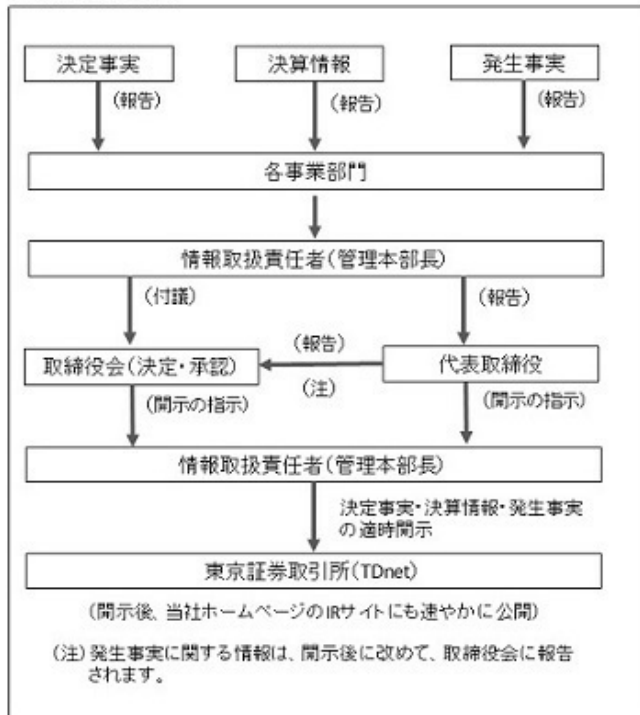 決定事実
決算情報
発生事実
(報告)
(報告)
(報告)
各事業部門
情報取扱責任者(管理本部長)
(付議)
(報告)
取締役会(決定・承認)
(報告)
(注)
代表取締役
(開示の指示)
(開示の指示)
情報取扱責任者(管理本部長)
決定事実・決算情報・発生事実
の適時開示
東京証券取引所(TDnet)
(開示後、当社ホームページのIRサイトにも速やかに公開)
(注) 発生事実に関する情報は、開示後に改めて、取締役会に報告
されます。